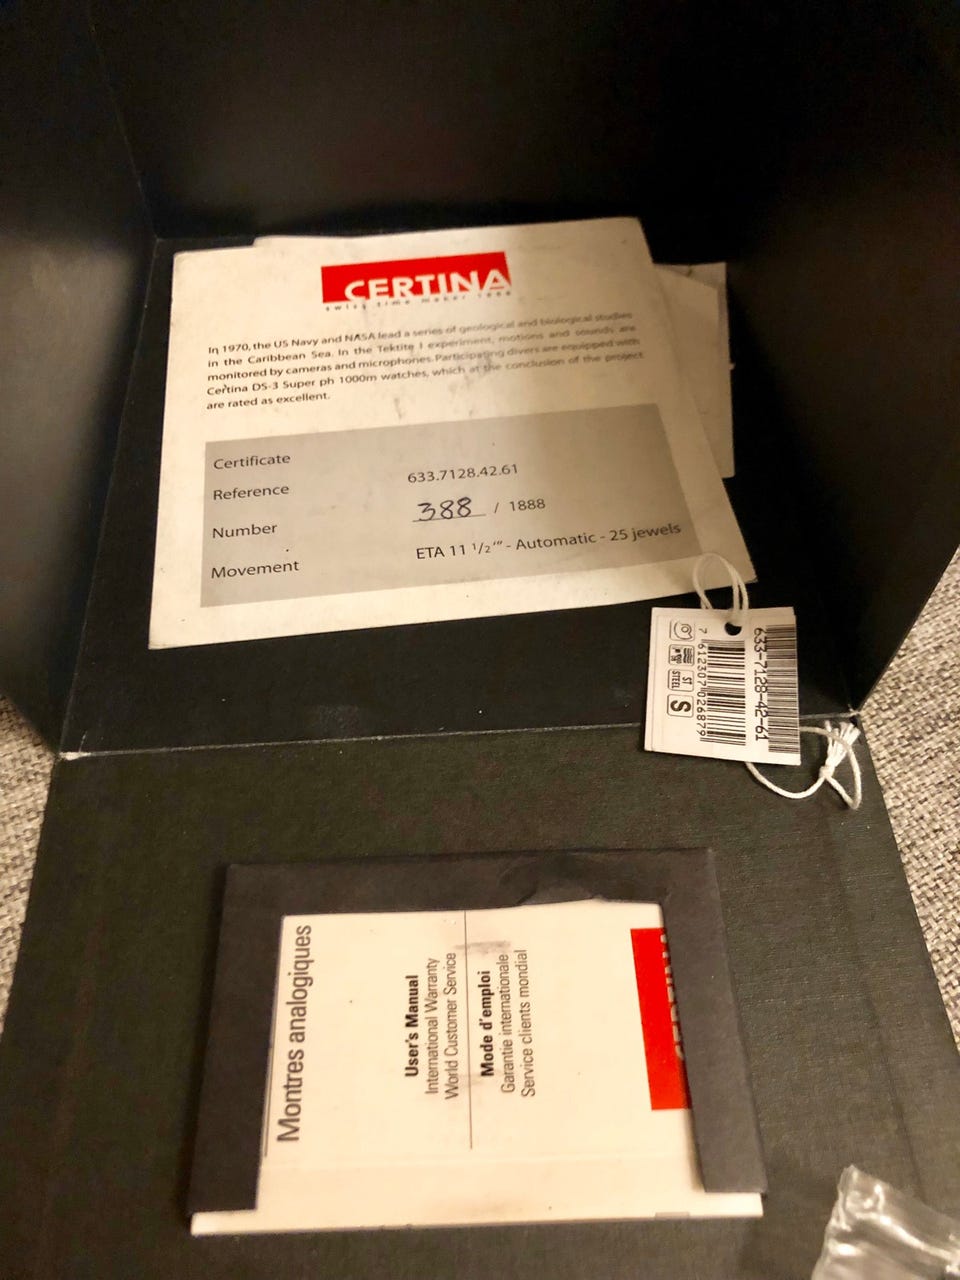 CERTINA
swiss time maker 1888
In 1970, the US Navy and NASA lead a series of geological and biological studies
in the Caribbean Sea. In the Tektite I experiment, motions and sounds are
monitored by cameras and microphones. Participating divers are equipped with
Certina DS-3 Super ph 1000m watches, which at the conclusion of the project
are rated as excellent.
Certificate
Reference 633.7128.42.61
Number 388 / 1888
Movement ETA 11 1/2''' - Automatic - 25 jewels
633-7128-42-61
7 612307 026879
ST
STEEL
S
Montres analogiques
User's Manual
International Warranty
World Customer Service
Mode d'emploi
Garantie internationale
Service clients mondial